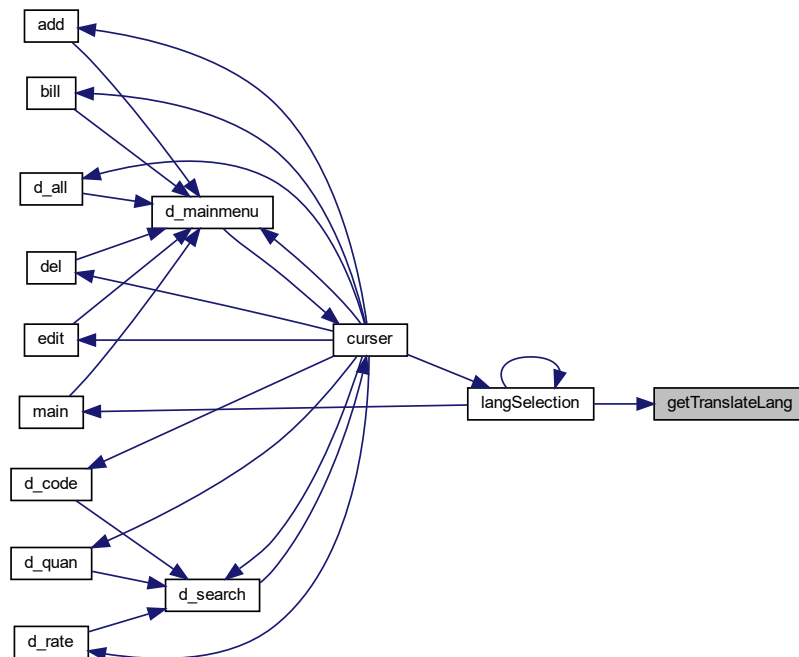 add
bill
d_all
d_mainmenu
del
edit
curser
main
langSelection
getTranslateLang
d_code
d_quan
d_search
d_rate